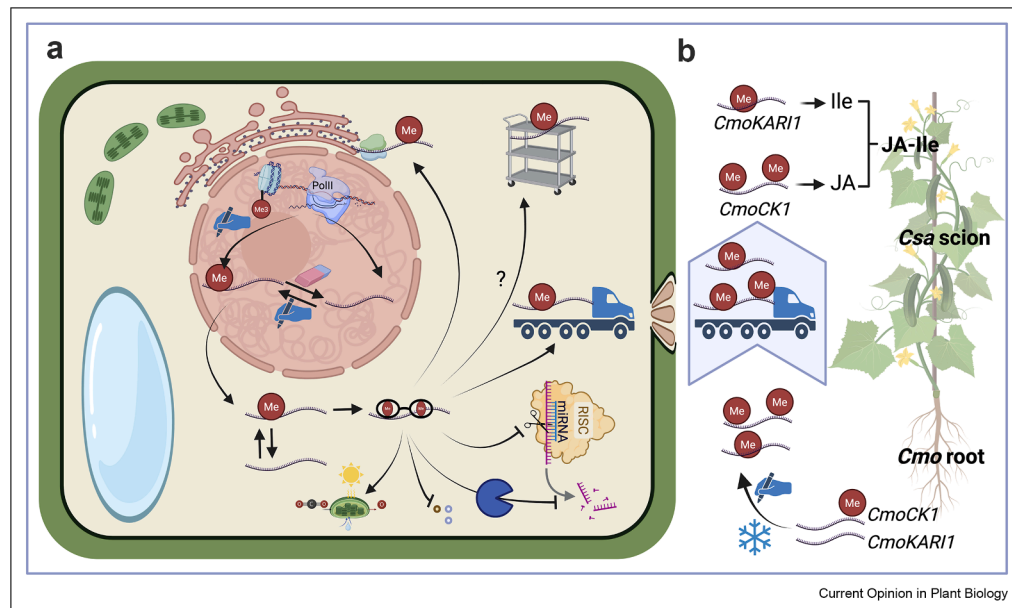 a
b
Me
Me
Me
Ile
CmoKARI1
JA-Ile
PolII
Me3
Me
Me
JA
CmoCK1
Me
Csa scion
Me
?
Me
Me
Me
Me
RISC
miRNA
Me
Me
Me
Cmo root
Me
CmoCK1
CmoKARI1
Current Opinion in Plant Biology